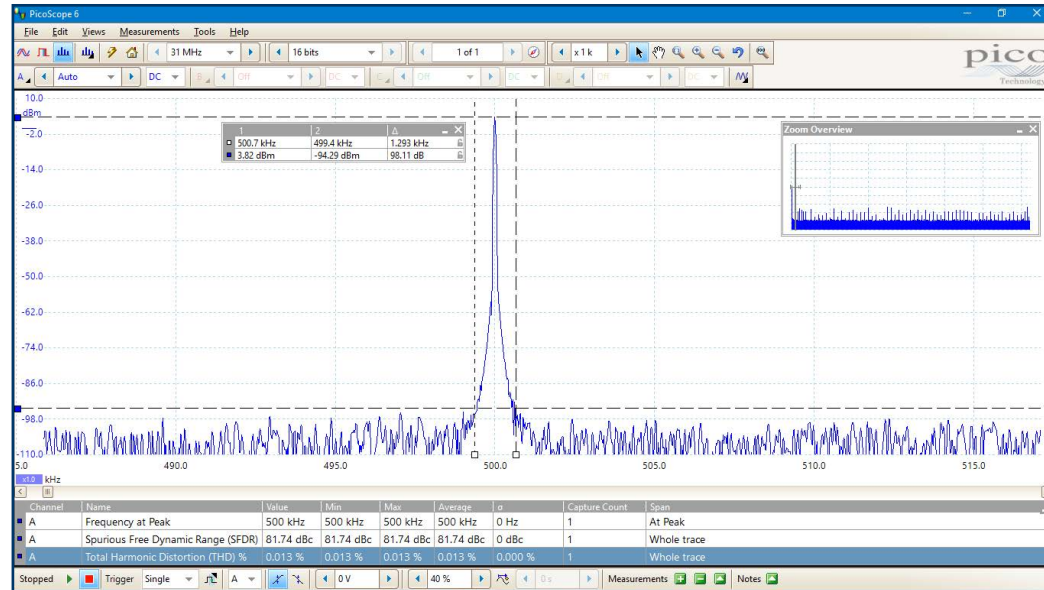 PicoScope 6
File Edit Views Measurements Tools Help
31 MHz 16 bits 1 of 1 x 1 k
pico
Technology
A Auto DC B Off DC C Off DC D Off DC
10.0
dBm
-2.0
-14.0
-26.0
-38.0
-50.0
-62.0
-74.0
-86.0
-98.0
-110.0
1 2 Δ
500.7 kHz 499.4 kHz 1.293 kHz
3.82 dBm -94.29 dBm 98.11 dB
Zoom Overview
5.0 490.0 495.0 500.0 505.0 510.0 515.0
x1.0 kHz
Channel Name Value Min Max Average σ Capture Count Span
A Frequency at Peak 500 kHz 500 kHz 500 kHz 500 kHz 0 Hz 1 At Peak
A Spurious Free Dynamic Range (SFDR) 81.74 dBc 81.74 dBc 81.74 dBc 81.74 dBc 0 dBc 1 Whole trace
A Total Harmonic Distortion (THD) % 0.013 % 0.013 % 0.013 % 0.013 % 0.000 % 1 Whole trace
Stopped Trigger Single A 0 V 40 % 0 s Measurements Notes